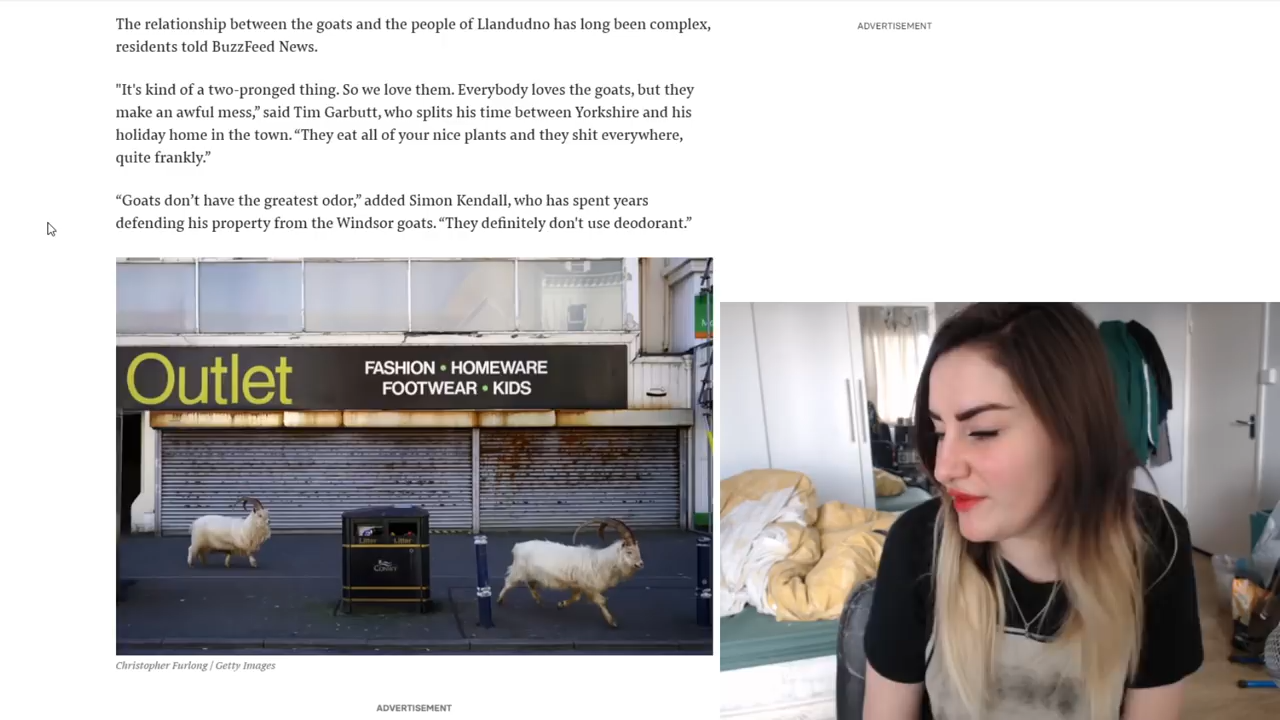 The relationship between the goats and the people of Llandudno has long been complex,
residents told BuzzFeed News.
"It's kind of a two-pronged thing. So we love them. Everybody loves the goats, but they
make an awful mess,” said Tim Garbutt, who splits his time between Yorkshire and his
holiday home in the town. “They eat all of your nice plants and they shit everywhere,
quite frankly.”
“Goats don’t have the greatest odor,” added Simon Kendall, who has spent years
defending his property from the Windsor goats. “They definitely don't use deodorant.”
Outlet
FASHION • HOMEWARE
FOOTWEAR • KIDS
Litter Litter
CONWY
Christopher Furlong / Getty Images
ADVERTISEMENT
ADVERTISEMENT